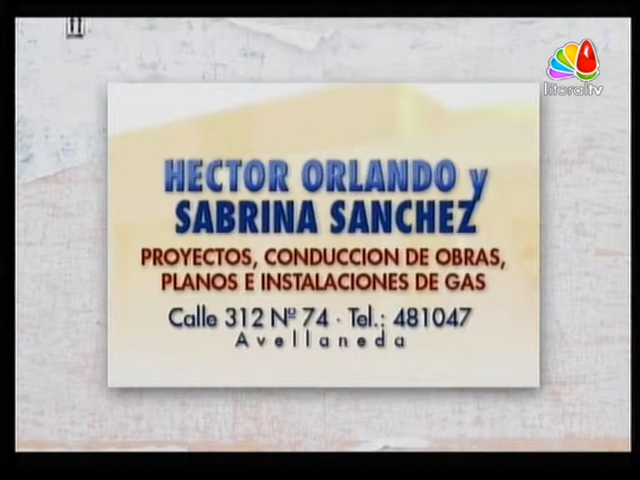 litoraltv
HECTOR ORLANDO y
SABRINA SANCHEZ
PROYECTOS, CONDUCCION DE OBRAS,
PLANOS E INSTALACIONES DE GAS
Calle 312 Nº 74 · Tel.: 481047
Avellaneda